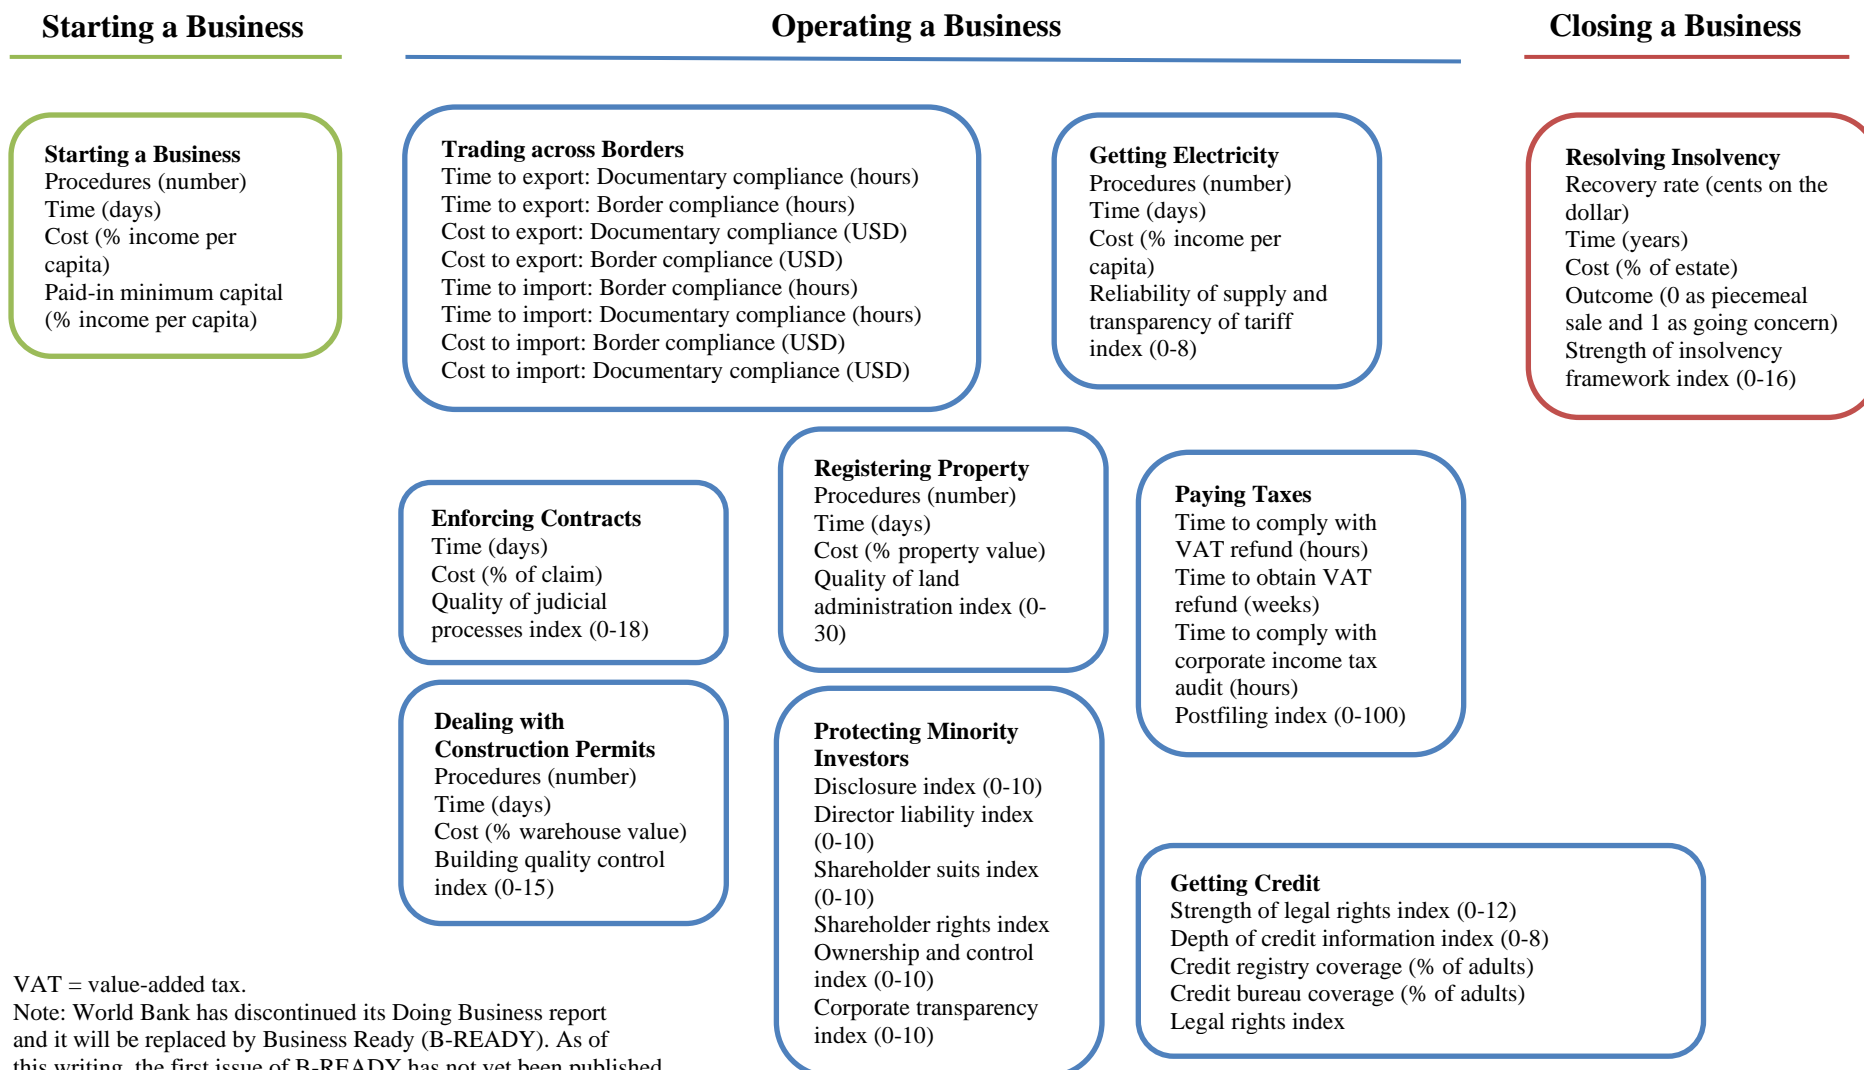 Starting a Business
Operating a Business
Closing a Business
Starting a Business
Procedures (number)
Time (days)
Cost (% income per
capita)
Paid-in minimum capital
(% income per capita)
Trading across Borders
Time to export: Documentary compliance (hours)
Time to export: Border compliance (hours)
Cost to export: Documentary compliance (USD)
Cost to export: Border compliance (USD)
Time to import: Border compliance (hours)
Time to import: Documentary compliance (hours)
Cost to import: Border compliance (USD)
Cost to import: Documentary compliance (USD)
Getting Electricity
Procedures (number)
Time (days)
Cost (% income per
capita)
Reliability of supply and
transparency of tariff
index (0-8)
Resolving Insolvency
Recovery rate (cents on the
dollar)
Time (years)
Cost (% of estate)
Outcome (0 as piecemeal
sale and 1 as going concern)
Strength of insolvency
framework index (0-16)
Enforcing Contracts
Time (days)
Cost (% of claim)
Quality of judicial
processes index (0-18)
Registering Property
Procedures (number)
Time (days)
Cost (% property value)
Quality of land
administration index (0-
30)
Paying Taxes
Time to comply with
VAT refund (hours)
Time to obtain VAT
refund (weeks)
Time to comply with
corporate income tax
audit (hours)
Postfiling index (0-100)
Dealing with
Construction Permits
Procedures (number)
Time (days)
Cost (% warehouse value)
Building quality control
index (0-15)
Protecting Minority
Investors
Disclosure index (0-10)
Director liability index
(0-10)
Shareholder suits index
(0-10)
Shareholder rights index
Ownership and control
index (0-10)
Corporate transparency
index (0-10)
Getting Credit
Strength of legal rights index (0-12)
Depth of credit information index (0-8)
Credit registry coverage (% of adults)
Credit bureau coverage (% of adults)
Legal rights index
VAT = value-added tax.
Note: World Bank has discontinued its Doing Business report
and it will be replaced by Business Ready (B-READY). As of
this writing, the first issue of B-READY has not yet been published